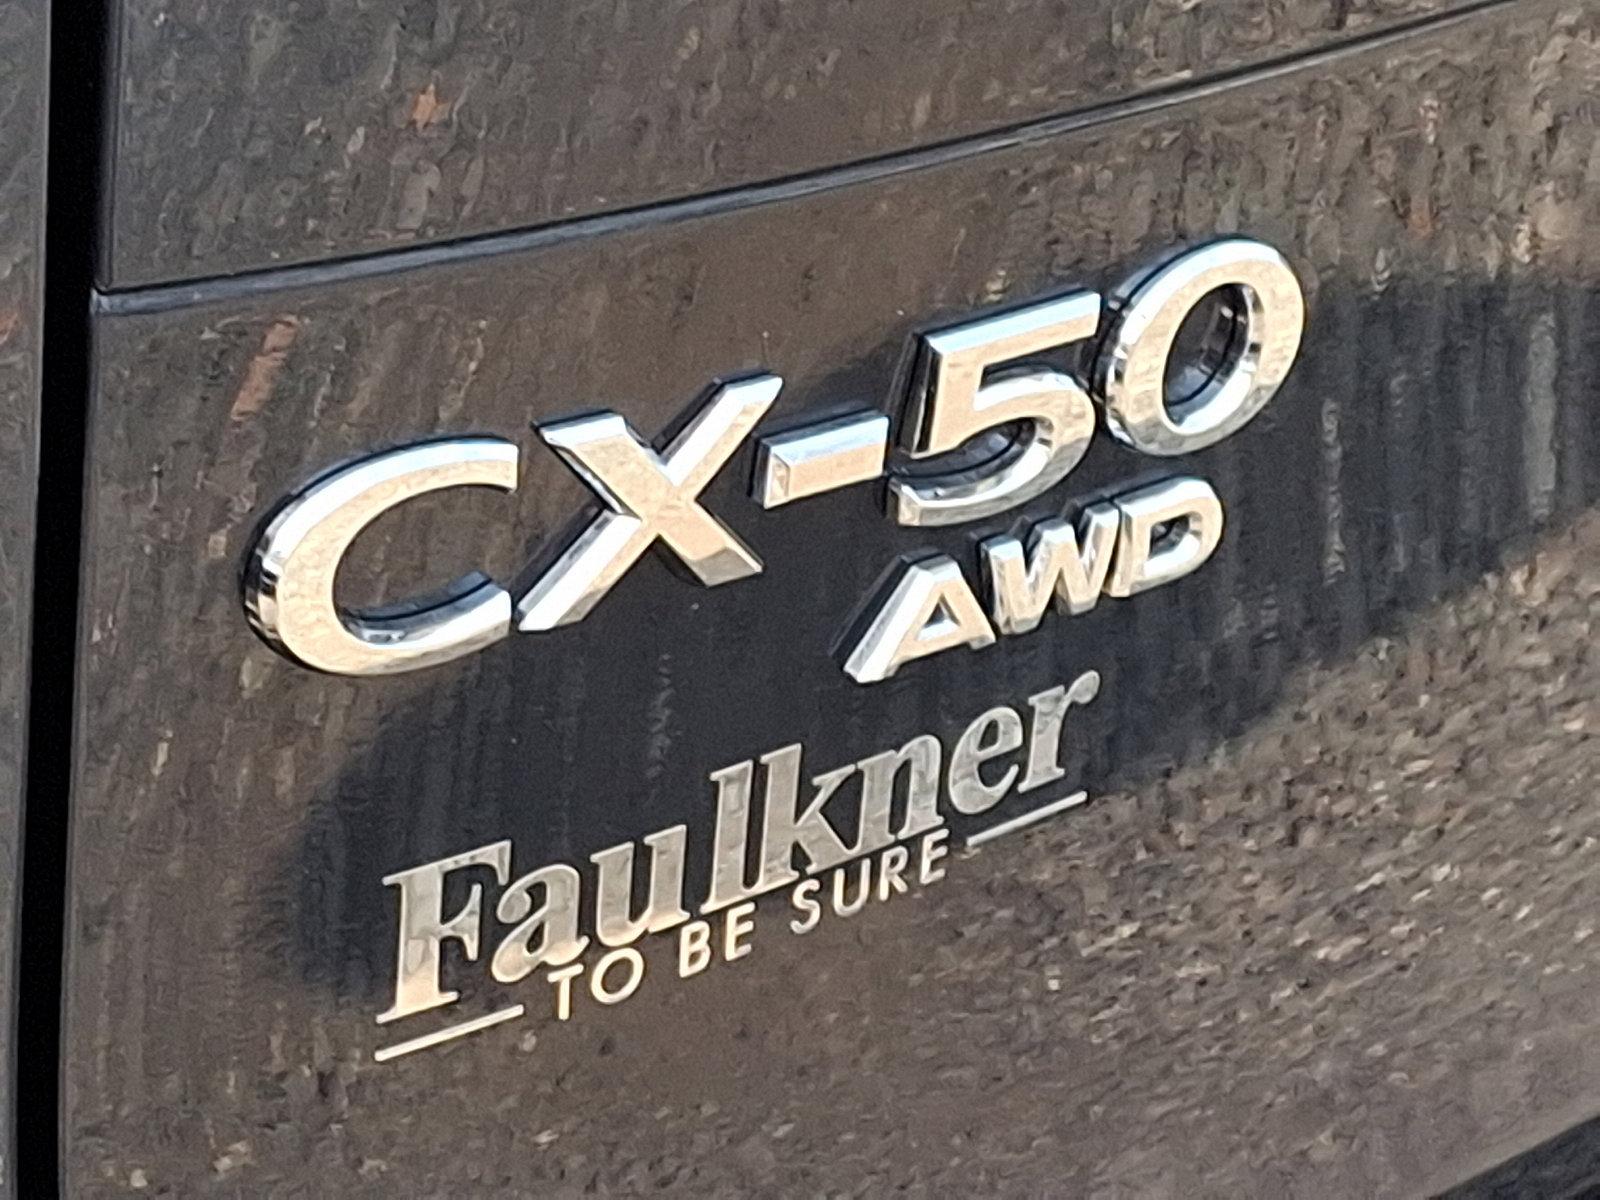 CX-50
AWD
Faulkner
TO BE SURE